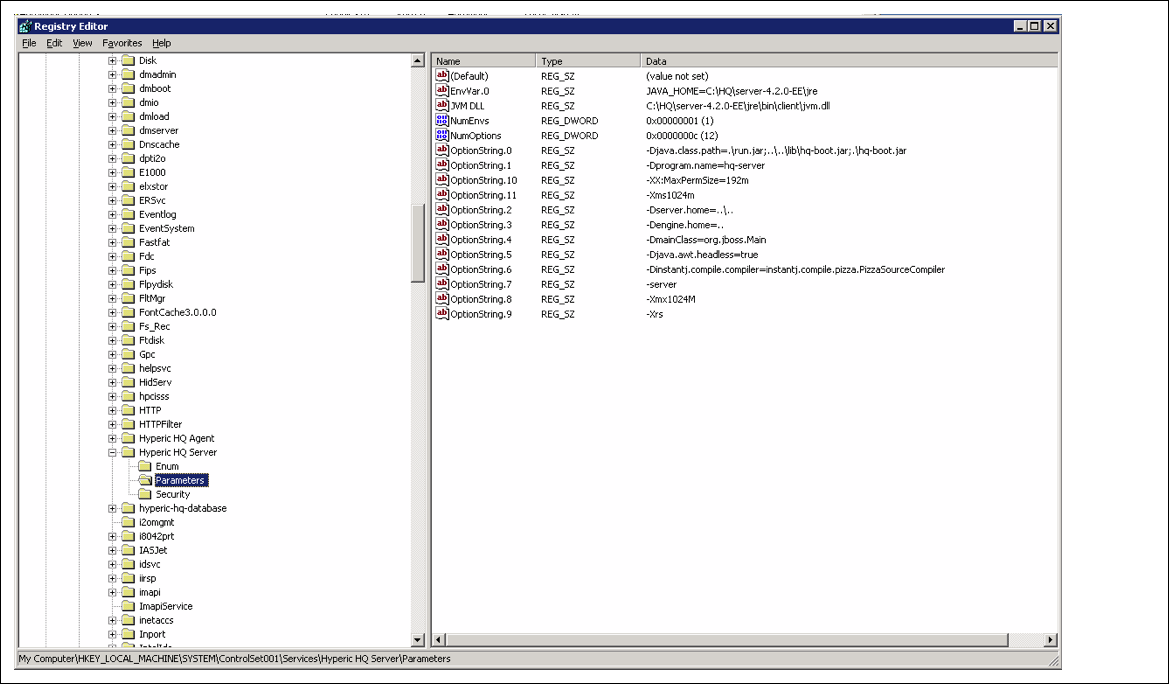 Registry Editor
File Edit View Favorites Help
Disk
dmadmin
dmboot
dmio
dmload
dmserver
Dnscache
dpti2o
E1000
elxstor
ERSvc
Eventlog
EventSystem
Fastfat
Fdc
Fips
Flpydisk
FltMgr
FontCache3.0.0.0
Fs_Rec
Ftdisk
Gpc
helpsvc
HidServ
hpcisss
HTTP
HTTPFilter
Hyperic HQ Agent
Hyperic HQ Server
Enum
Parameters
Security
hyperic-hq-database
i2omgmt
i8042prt
IASJet
idsvc
iirsp
imapi
ImapiService
inetaccs
Inport
Name Type Data
(Default) REG_SZ (value not set)
EnvVar.0 REG_SZ JAVA_HOME=C:\HQ\server-4.2.0-EE\jre
JVM DLL REG_SZ C:\HQ\server-4.2.0-EE\jre\bin\client\jvm.dll
NumEnvs REG_DWORD 0x00000001 (1)
NumOptions REG_DWORD 0x0000000c (12)
OptionString.0 REG_SZ -Djava.class.path=.\run.jar;..\..\lib\hq-boot.jar;.\hq-boot.jar
OptionString.1 REG_SZ -Dprogram.name=hq-server
OptionString.10 REG_SZ -XX:MaxPermSize=192m
OptionString.11 REG_SZ -Xms1024m
OptionString.2 REG_SZ -Dserver.home=..\..
OptionString.3 REG_SZ -Dengine.home=..
OptionString.4 REG_SZ -DmainClass=org.jboss.Main
OptionString.5 REG_SZ -Djava.awt.headless=true
OptionString.6 REG_SZ -Dinstantj.compile.compiler=instantj.compile.pizza.PizzaSourceCompiler
OptionString.7 REG_SZ -server
OptionString.8 REG_SZ -Xmx1024M
OptionString.9 REG_SZ -Xrs
My Computer\HKEY_LOCAL_MACHINE\SYSTEM\ControlSet001\Services\Hyperic HQ Server\Parameters